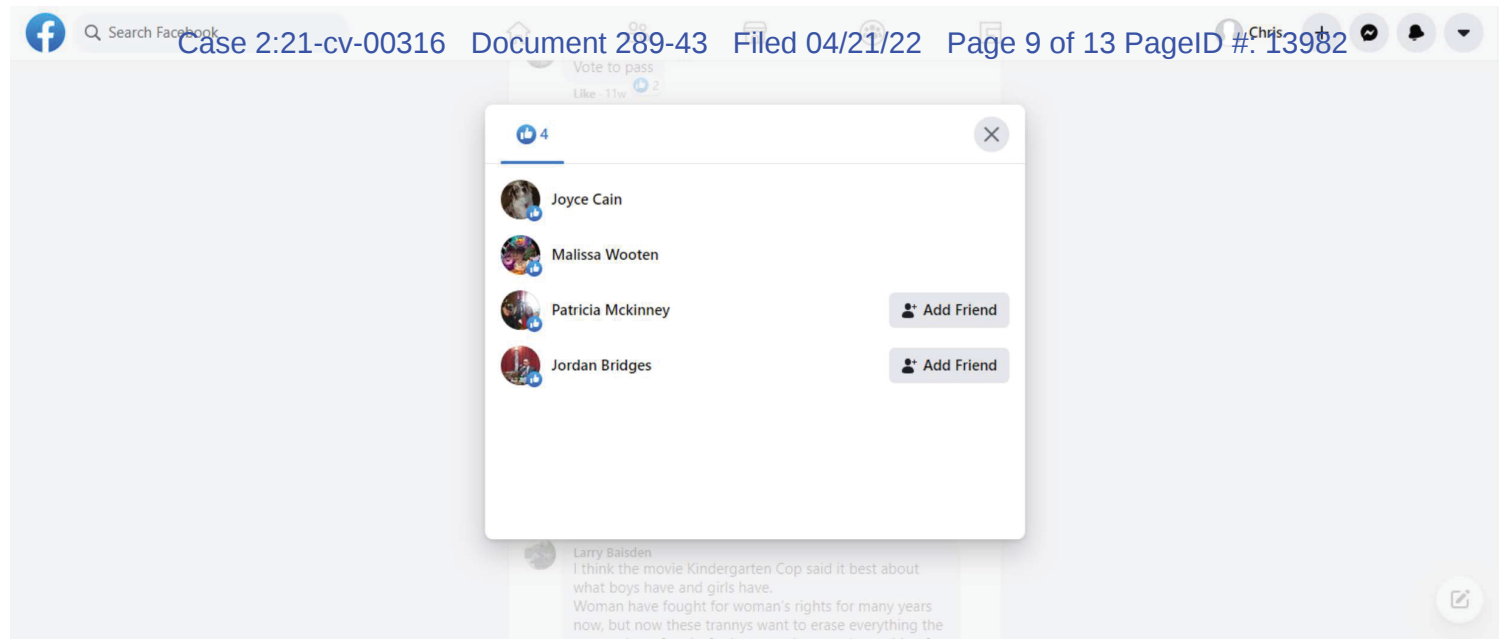 Search Facebook
Case 2:21-cv-00316 Document 289-43 Filed 04/21/22 Page 9 of 13 PageID #: 13982
Chris
Vote to pass
Like · 11w 2
4
Joyce Cain
Malissa Wooten
Patricia Mckinney
Add Friend
Jordan Bridges
Add Friend
Larry Baisden
I think the movie Kindergarten Cop said it best about
what boys have and girls have.
Woman have fought for woman's rights for many years
now, but now these trannys want to erase everything the